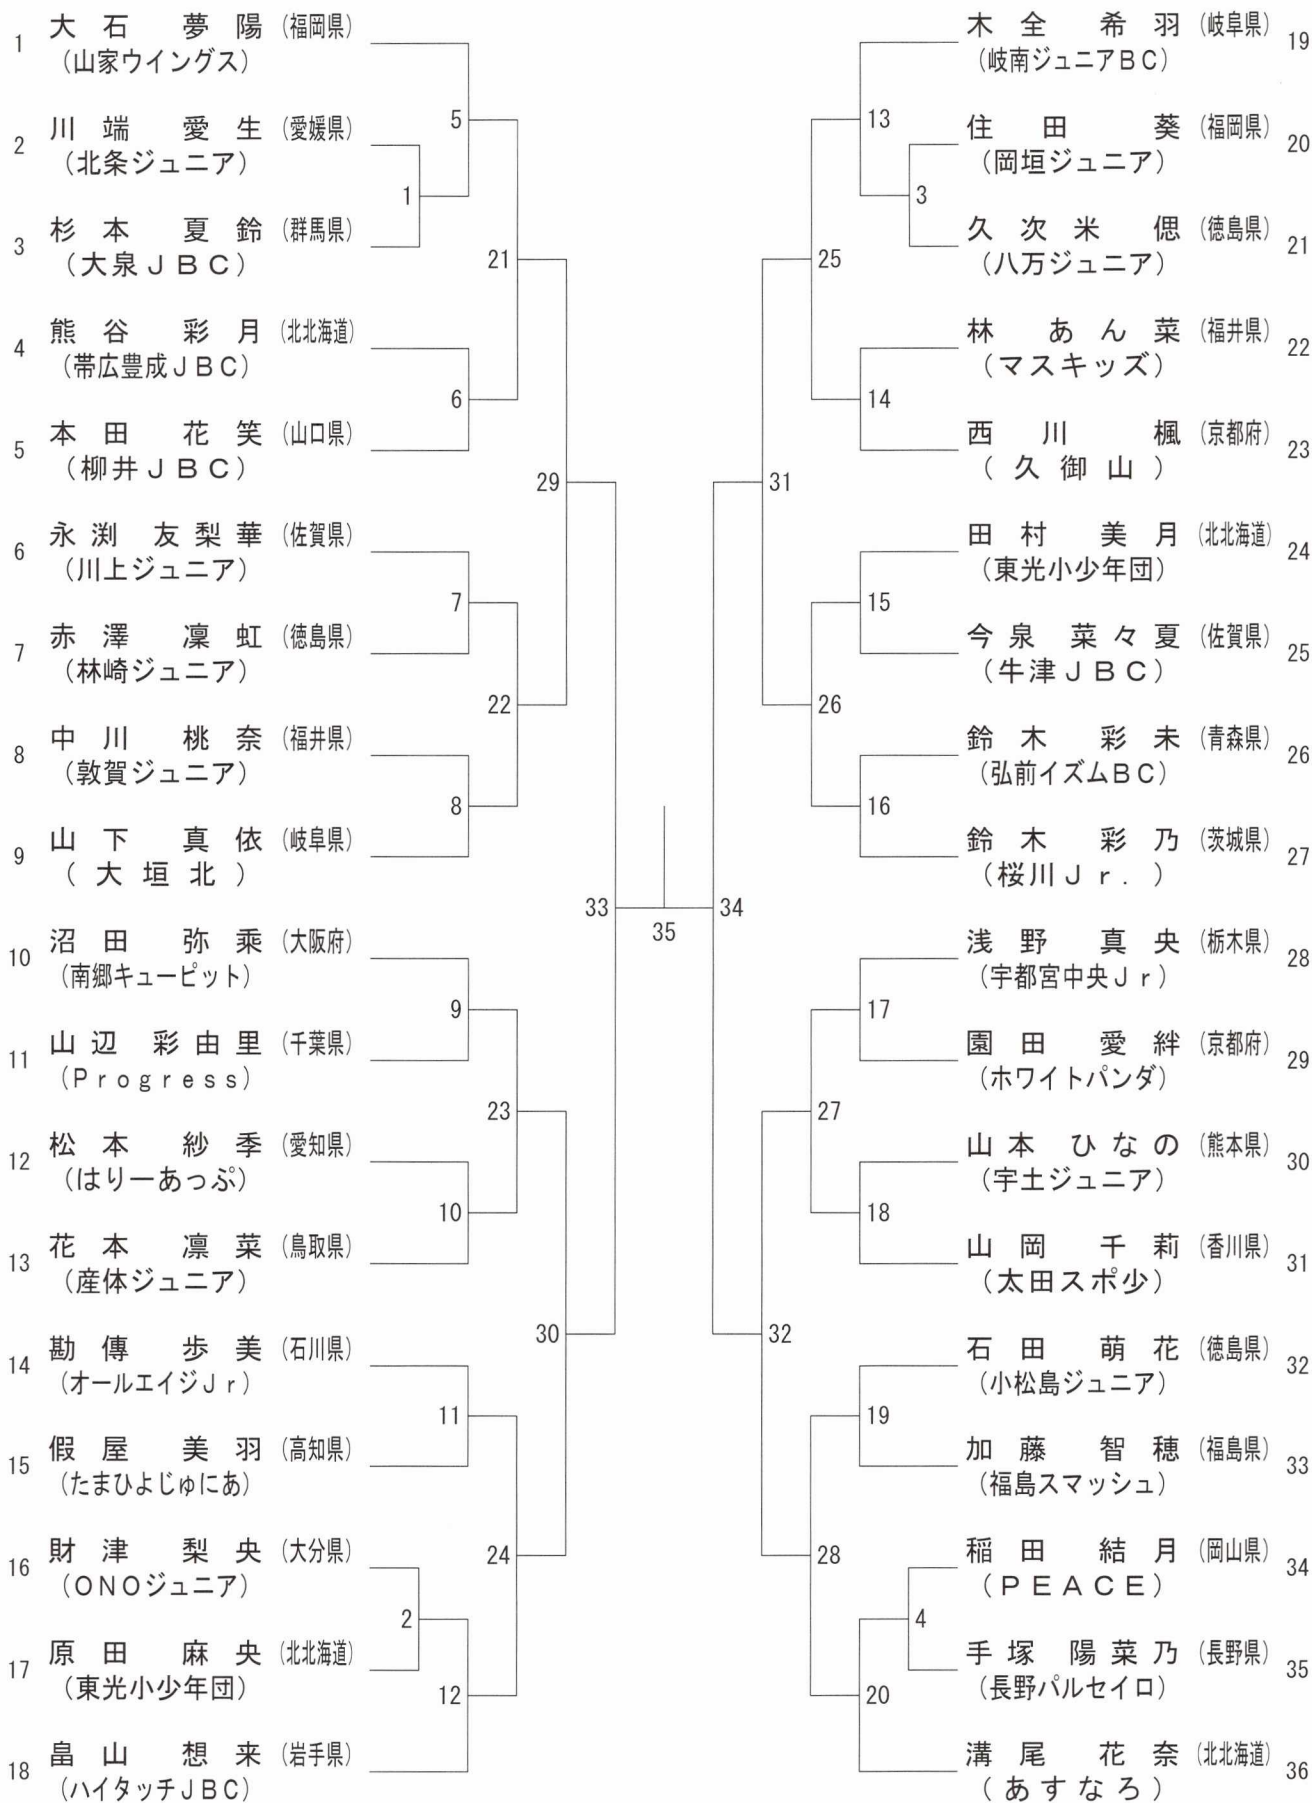 1 大石 夢陽 (福岡県)
(山家ウイングス)
2 川端 愛生 (愛媛県)
(北条ジュニア)
3 杉本 夏鈴 (群馬県)
(大泉ＪＢＣ)
4 熊谷 彩月 (北北海道)
(帯広豊成ＪＢＣ)
5 本田 花笑 (山口県)
(柳井ＪＢＣ)
6 永渕 友梨華 (佐賀県)
(川上ジュニア)
7 赤澤 凜虹 (徳島県)
(林崎ジュニア)
8 中川 桃奈 (福井県)
(敦賀ジュニア)
9 山下 真依 (岐阜県)
(大垣北)
10 沼田 弥乗 (大阪府)
(南郷キューピット)
11 山辺 彩由里 (千葉県)
(Ｐｒｏｇｒｅｓｓ)
12 松本 紗季 (愛知県)
(はりーあっぷ)
13 花本 凛菜 (鳥取県)
(産体ジュニア)
14 勘傳 歩美 (石川県)
(オールエイジＪｒ)
15 假屋 美羽 (高知県)
(たまひよじゅにあ)
16 財津 梨央 (大分県)
(ＯＮＯジュニア)
17 原田 麻央 (北北海道)
(東光小少年団)
18 畠山 想来 (岩手県)
(ハイタッチＪＢＣ)
5
1
21
6
29
7
22
8
33
9
23
10
30
11
24
2
12
35
34
13
3
25
14
31
15
26
16
17
27
18
32
19
28
4
20
木全 希羽 (岐阜県) 19
(岐南ジュニアＢＣ)
住田 葵 (福岡県) 20
(岡垣ジュニア)
久次米 偲 (徳島県) 21
(八万ジュニア)
林 あん菜 (福井県) 22
(マスキッズ)
西川 楓 (京都府) 23
(久御山)
田村 美月 (北北海道) 24
(東光小少年団)
今泉 菜々夏 (佐賀県) 25
(牛津ＪＢＣ)
鈴木 彩未 (青森県) 26
(弘前イズムＢＣ)
鈴木 彩乃 (茨城県) 27
(桜川Ｊｒ．)
浅野 真央 (栃木県) 28
(宇都宮中央Ｊｒ)
園田 愛絆 (京都府) 29
(ホワイトパンダ)
山本 ひなの (熊本県) 30
(宇土ジュニア)
山岡 千莉 (香川県) 31
(太田スポ少)
石田 萌花 (徳島県) 32
(小松島ジュニア)
加藤 智穂 (福島県) 33
(福島スマッシュ)
稲田 結月 (岡山県) 34
(ＰＥＡＣＥ)
手塚 陽菜乃 (長野県) 35
(長野パルセイロ)
溝尾 花奈 (北北海道) 36
(あすなろ)